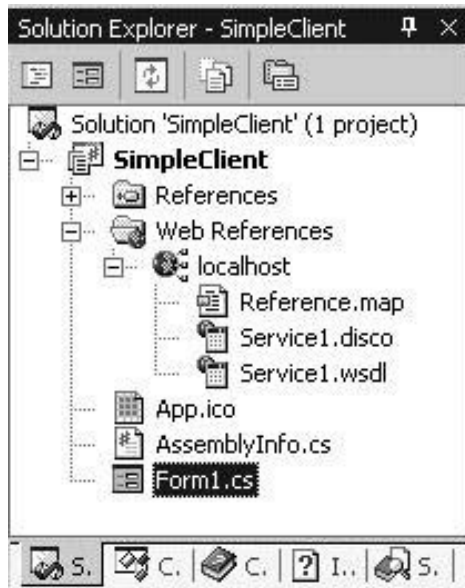 Solution Explorer - SimpleClient
Solution 'SimpleClient' (1 project)
SimpleClient
References
Web References
localhost
Reference.map
Service1.disco
Service1.wsdl
App.ico
AssemblyInfo.cs
Form1.cs
S. C. C. I.. S.